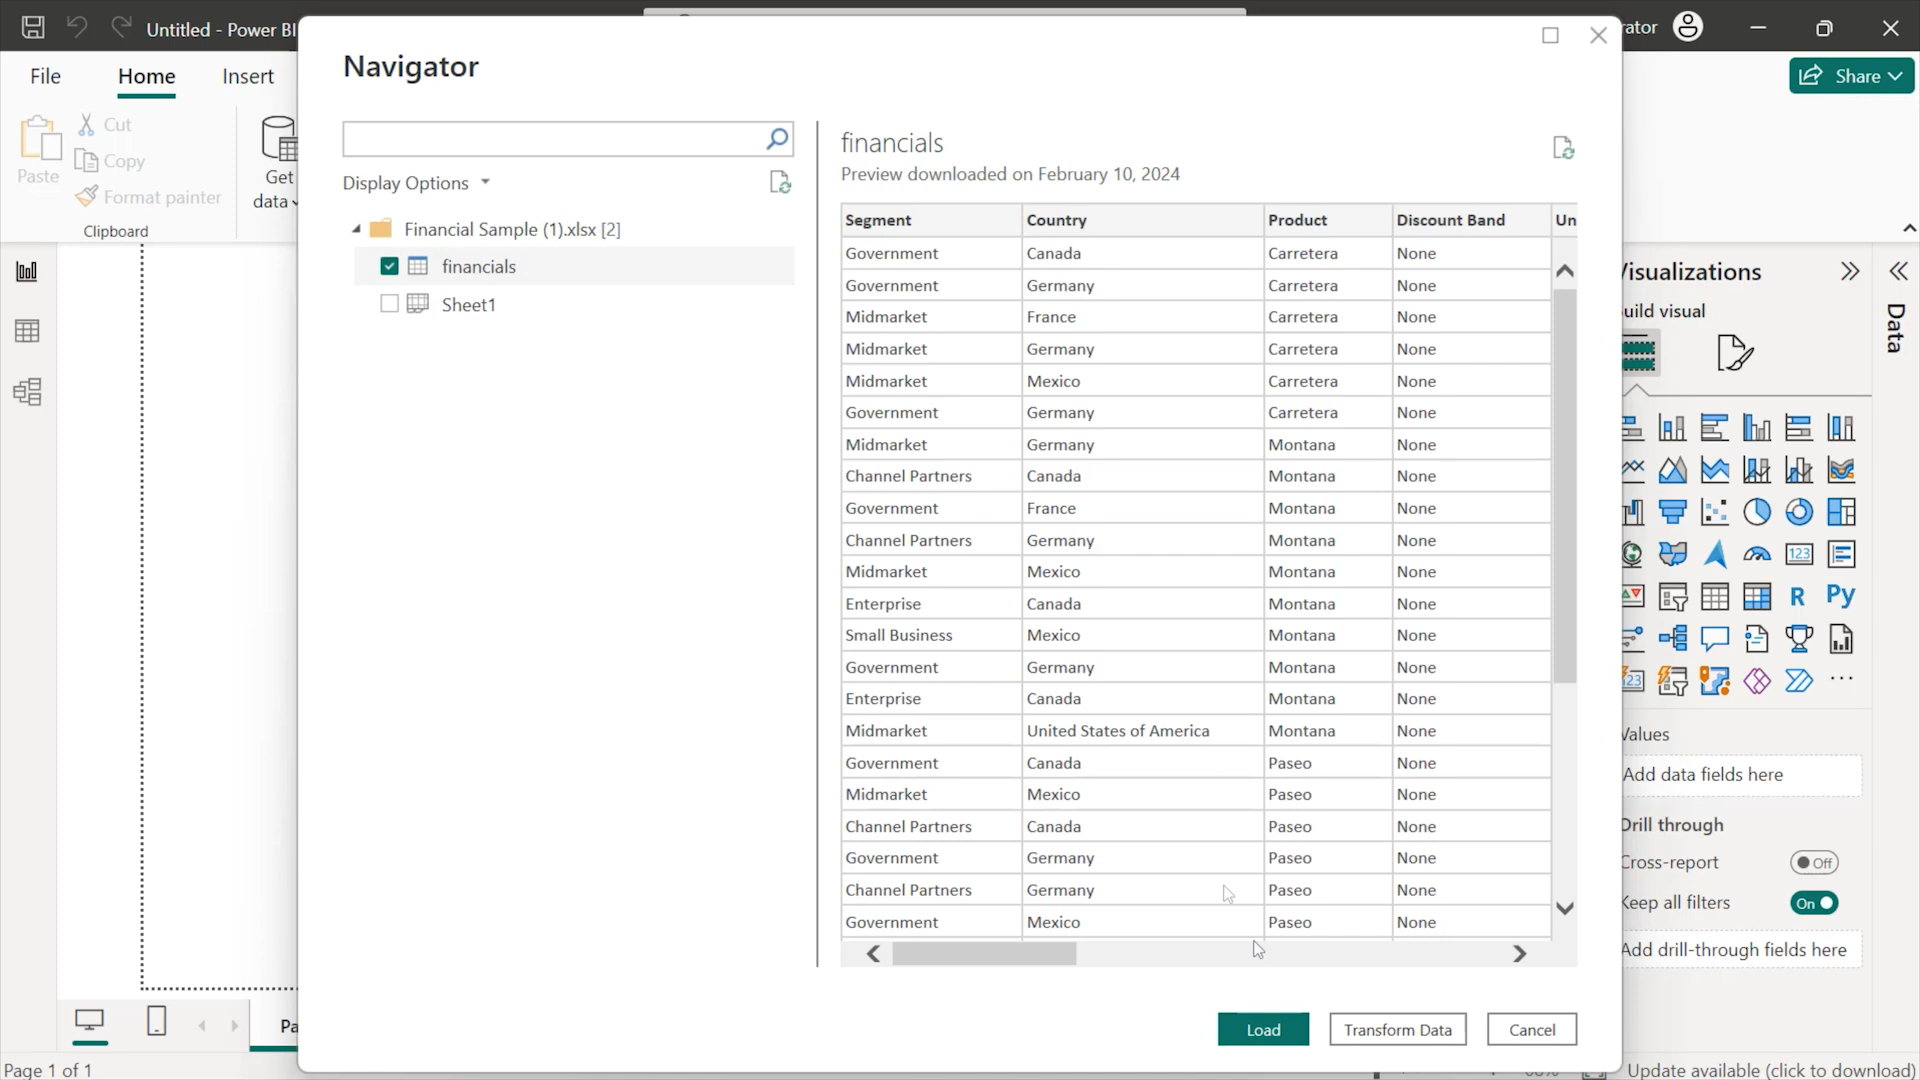 Untitled - Power BI
rator
File
Home
Insert
Share
Paste
Cut
Copy
Format painter
Clipboard
Get
data
Navigator
Display Options
Financial Sample (1).xlsx [2]
financials
Sheet1
financials
Preview downloaded on February 10, 2024
Segment Country Product Discount Band Un
Government Canada Carretera None
Government Germany Carretera None
Midmarket France Carretera None
Midmarket Germany Carretera None
Midmarket Mexico Carretera None
Government Germany Carretera None
Midmarket Germany Montana None
Channel Partners Canada Montana None
Government France Montana None
Channel Partners Germany Montana None
Midmarket Mexico Montana None
Enterprise Canada Montana None
Small Business Mexico Montana None
Government Germany Montana None
Enterprise Canada Montana None
Midmarket United States of America Montana None
Government Canada Paseo None
Midmarket Mexico Paseo None
Channel Partners Canada Paseo None
Government Germany Paseo None
Channel Partners Germany Paseo None
Government Mexico Paseo None
Load
Transform Data
Cancel
Visualizations
uild visual
Data
123
R
Py
123
Values
Add data fields here
Drill through
Cross-report
Off
Keep all filters
On
Add drill-through fields here
Pa
Page 1 of 1
Update available (click to download)